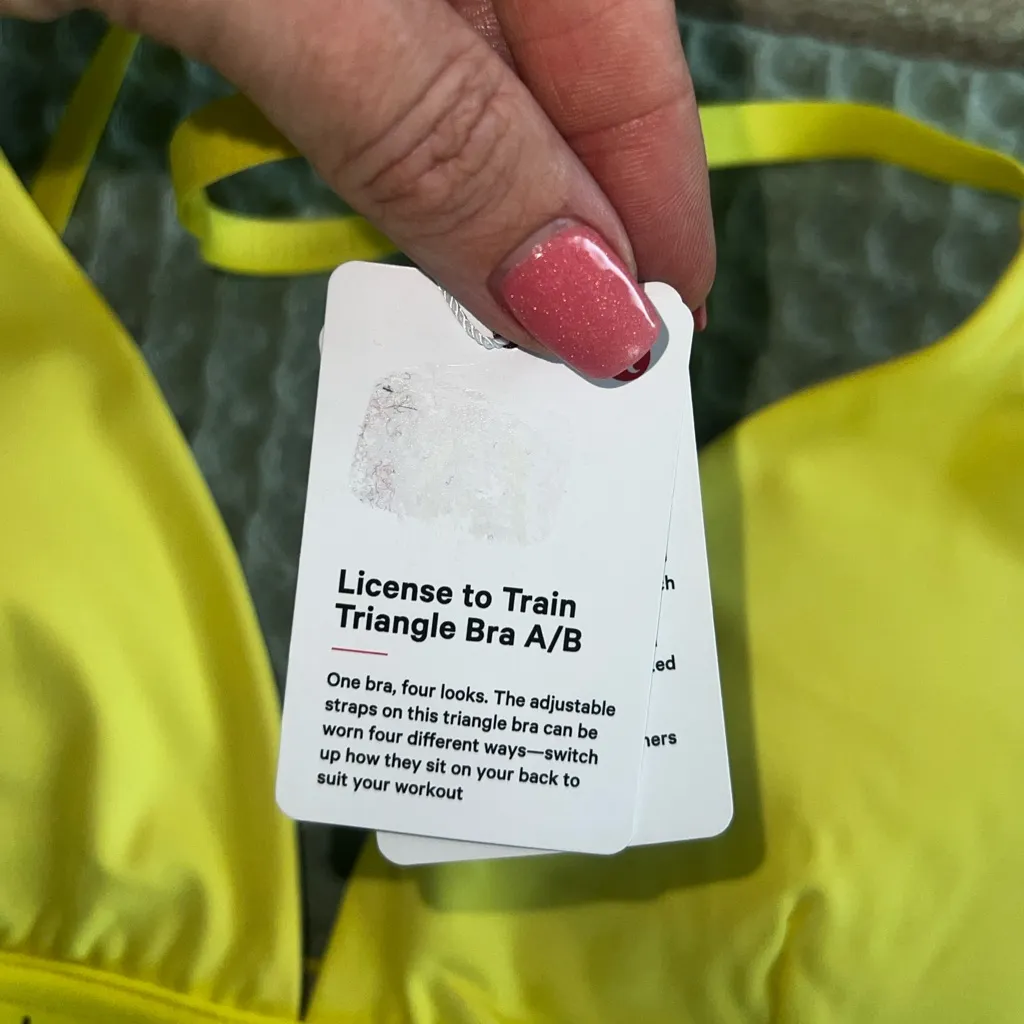 License to Train
Triangle Bra A/B
One bra, four looks. The adjustable
straps on this triangle bra can be
worn four different ways—switch
up how they sit on your back to
suit your workout